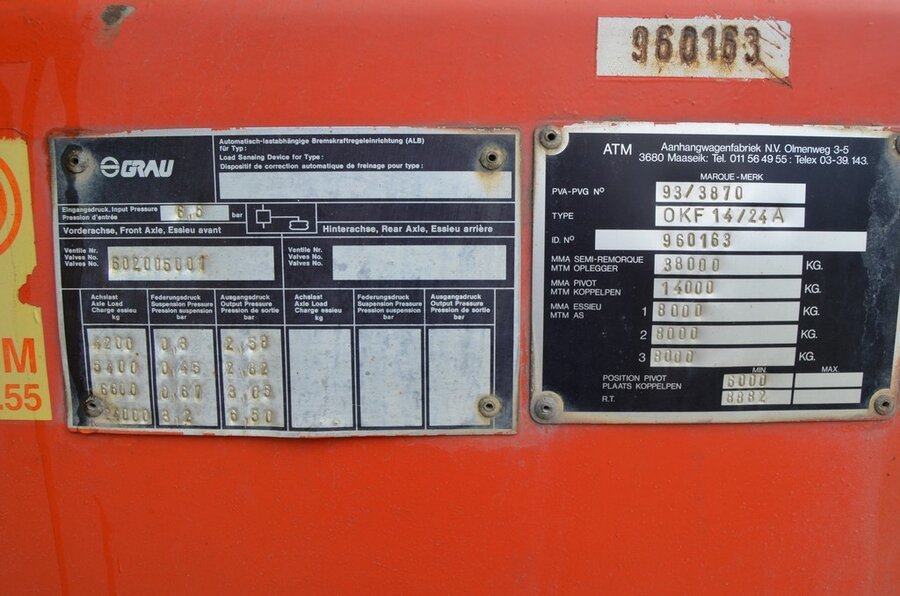 960163
GRAU
Automatisch-lastabhängige Bremskraftregeleinrichtung (ALB)
für Typ:
Load Sensing Device for Type:
Dispositif de correction automatique de freinage pour type:
Eingangsdruck, Input Pressure
Pression d'entrée
6,5 bar
Vorderachse, Front Axle, Essieu avant
Hinterachse, Rear Axle, Essieu arrière
Ventile Nr.
Valves No.
Valves No.
602005001
Ventile Nr.
Valves No.
Valves No.
Achslast Federungsdruck Ausgangsdruck Achslast Federungsdruck Ausgangsdruck
Axle Load Suspension Pressure Output Pressure Axle Load Suspension Pressure Output Pressure
Charge essieu Pression suspension Pression de sortie Charge essieu Pression suspension Pression de sortie
kg bar bar kg bar bar
4200 0,3 2,58
5400 0,45 2,82
6600 0,67 3,05
24000 3,2 6,50
ATM Aanhangwagenfabriek N.V. Olmenweg 3-5
3680 Maaseik: Tel. 011 56 49 55 : Telex 03-39. 143.
MARQUE - MERK
PVA-PVG Nº 93/3870
TYPE OKF 14/24A
ID. Nº 960163
MMA SEMI-REMORQUE
MTM OPLEGGER 38000 KG.
MMA PIVOT
MTM KOPPELPEN 14000 KG.
MMA ESSIEU
MTM AS
1 8000 KG.
2 8000 KG.
3 8000 KG.
MIN. MAX.
POSITION PIVOT
PLAATS KOPPELPEN 6000
R.T. 8882
M
.55